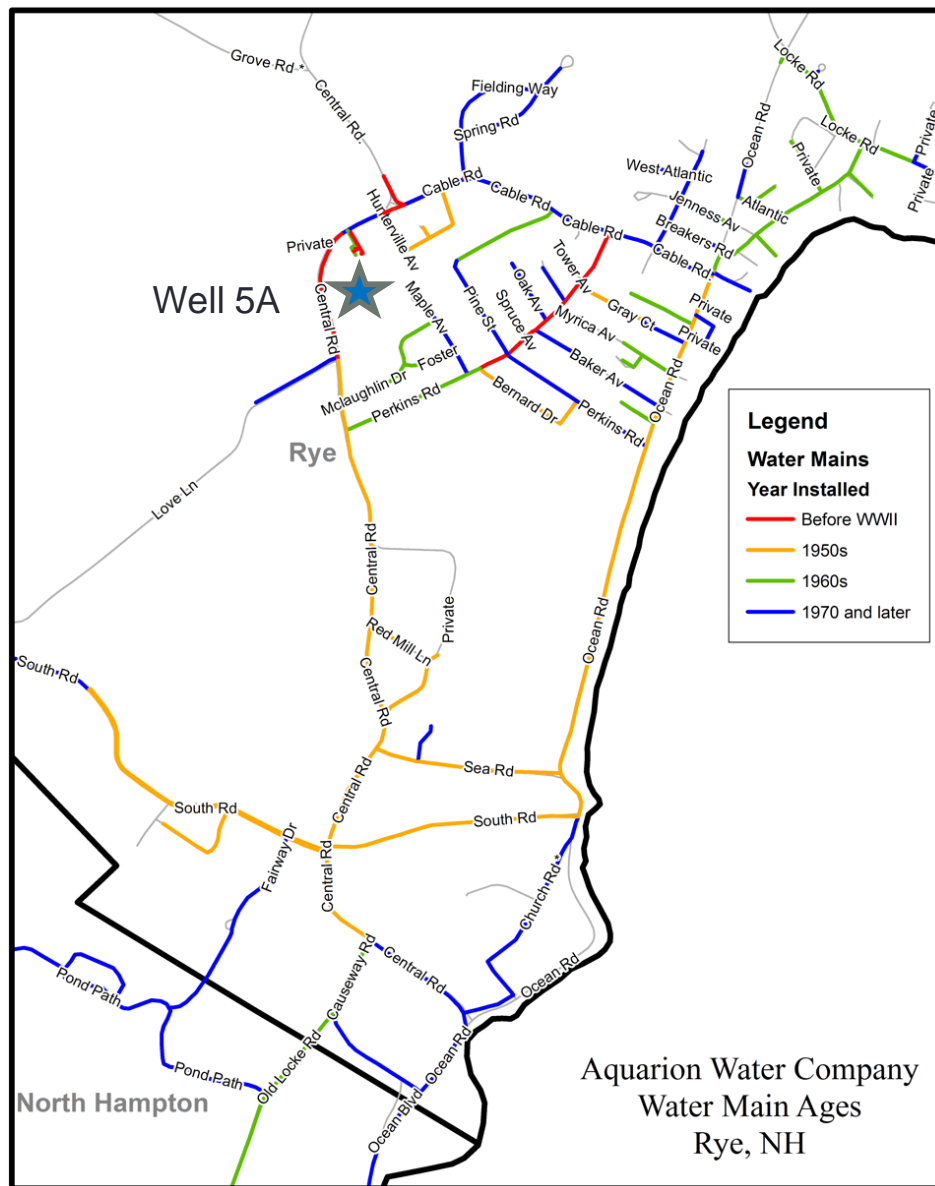 Grove Rd *
Central Rd.
Fielding Way
Spring Rd
Locke Rd
Ocean Rd
Locke Rd
Private
Private
Private
Private
West Atlantic
Jenness Av
Atlantic
Breakers Rd
Cable Rd
Cable Rd
Cable Rd
Cable Rd
Hunterville Av
Private
Well 5A
Central Rd
Maple Av
Pine St
Oak Av
Spruce Av
Tower Av
Myrica Av
Gray Ct
Private
Private
Baker Av
Ocean Rd
Foster
Mclaughlin Dr
Perkins Rd
Bernard Dr
Perkins Rd
Rye
Love Ln
Legend
Water Mains
Year Installed
Before WWII
1950s
1960s
1970 and later
Central Rd
Private
Red Mill Ln
Ocean Rd
Central Rd
South Rd
Sea Rd
Central Rd
South Rd
South Rd
Fairway Dr
Central Rd
Church Rd *
Causeway Rd
Central Rd
Ocean Rd
Pond Path
Old Locke Rd
Ocean Rd
Pond Path
Ocean Blvd
North Hampton
Aquarion Water Company
Water Main Ages
Rye, NH